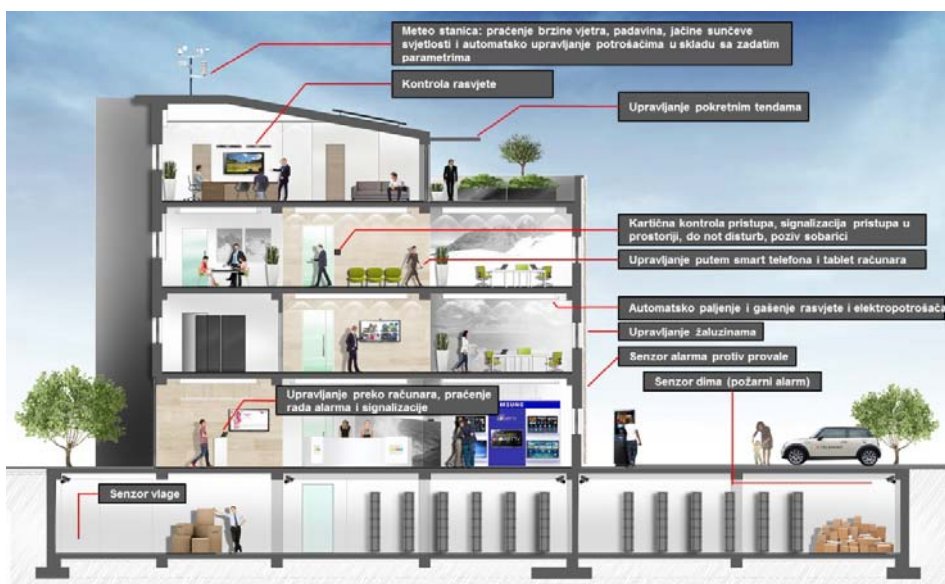 Meteo stanica: praćenje brzine vjetra, padavina, jačine sunčeve
svjetlosti i automatsko upravljanje potrošačima u skladu sa zadatim
parametrima
Kontrola rasvjete
Upravljanje pokretnim tendama
Kartična kontrola pristupa, signalizacija pristupa u
prostoriji, do not disturb, poziv sobarici
Upravljanje putem smart telefona i tablet računara
Automatsko paljenje i gašenje rasvjete i elektropotrošača
Upravljanje žaluzinama
Senzor alarma protiv provale
Senzor dima (požarni alarm)
Upravljanje preko računara, praćenje
rada alarma i signalizacije
SAMSUNG
Senzor vlage